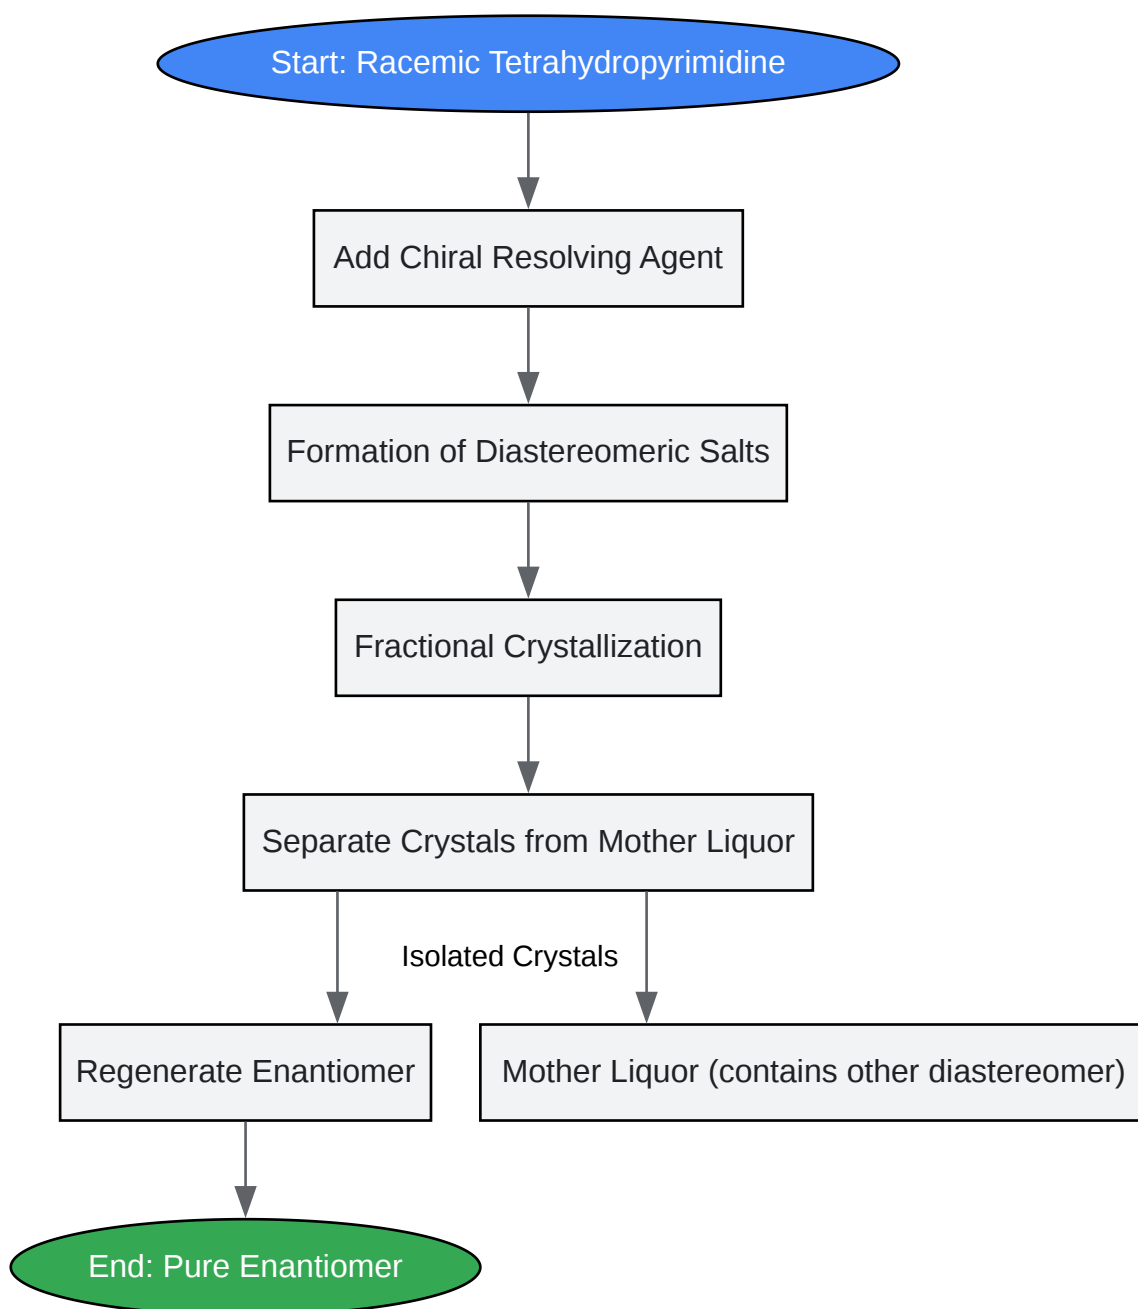 Start: Racemic Tetrahydropyrimidine
Add Chiral Resolving Agent
Formation of Diastereomeric Salts
Fractional Crystallization
Separate Crystals from Mother Liquor
Isolated Crystals
Regenerate Enantiomer
Mother Liquor (contains other diastereomer)
End: Pure Enantiomer